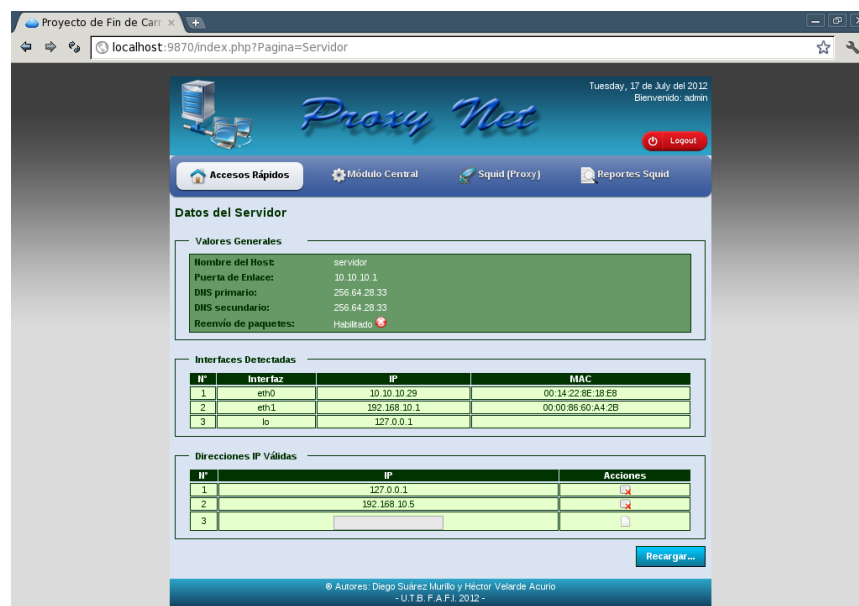 Proyecto de Fin de Carr
localhost:9870/index.php?Pagina=Servidor
Tuesday, 17 de July del 2012
Bienvenido: admin
Proxy Net
Logout
Accesos Rápidos Módulo Central Squid (Proxy) Reportes Squid
Datos del Servidor
Valores Generales
Nombre del Host: servidor
Puerta de Enlace: 10.10.10.1
DNS primario: 256.64.28.33
DNS secundario: 256.64.28.33
Reenvío de paquetes: Habilitado
Interfaces Detectadas
N° Interfaz IP MAC
1 eth0 10.10.10.29 00:14:22:8E:18:E8
2 eth1 192.168.10.1 00:00:86:60:A4:2B
3 lo 127.0.0.1
Direcciones IP Válidas
N° IP Acciones
1 127.0.0.1
2 192.168.10.5
3
Recargar...
® Autores: Diego Suárez Murillo y Héctor Velarde Acurio
- U.T.B. F.A.F.I. 2012 -